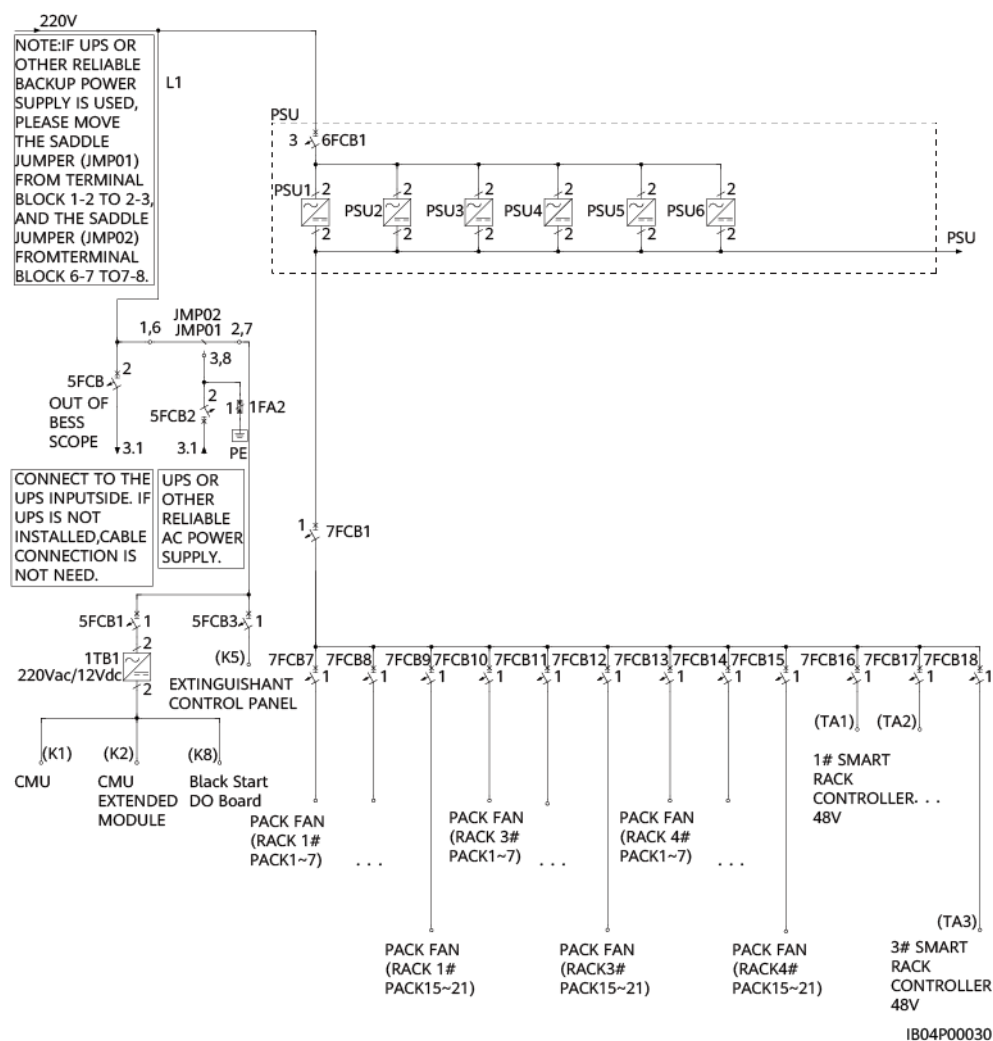 220V
NOTE:IF UPS OR
OTHER RELIABLE
BACKUP POWER
SUPPLY IS USED,
PLEASE MOVE
THE SADDLE
JUMPER (JMP01)
FROM TERMINAL
BLOCK 1-2 TO 2-3,
AND THE SADDLE
JUMPER (JMP02)
FROMTERMINAL
BLOCK 6-7 TO7-8.
L1
PSU
3 6FCB1
PSU1 2 2
PSU2 2 2
PSU3 2 2
PSU4 2 2
PSU5 2 2
PSU6 2 2
PSU
JMP02
1,6 JMP01 2,7
3,8
5FCB 2
OUT OF
BESS
SCOPE
3.1
2
5FCB2
3.1
1 1FA2
PE
CONNECT TO THE
UPS INPUTSIDE. IF
UPS IS NOT
INSTALLED,CABLE
CONNECTION IS
NOT NEED.
UPS OR
OTHER
RELIABLE
AC POWER
SUPPLY.
1 7FCB1
5FCB1 1
5FCB3 1
2
1TB1
220Vac/12Vdc
2
(K5)
EXTINGUISHANT
CONTROL PANEL
(K1) (K2) (K8)
CMU
CMU
EXTENDED
MODULE
Black Start
DO Board
7FCB7 7FCB8 7FCB9 7FCB10 7FCB11 7FCB12 7FCB13 7FCB14 7FCB15 7FCB16 7FCB17 7FCB18
1 1 1 1 1 1 1 1 1 1 1 1
(TA1) (TA2)
1# SMART
RACK
CONTROLLER. . .
48V
PACK FAN
(RACK 1#
PACK1~7) . . .
PACK FAN
(RACK 3#
PACK1~7) . . .
PACK FAN
(RACK 4#
PACK1~7) . . .
PACK FAN
(RACK 1#
PACK15~21)
PACK FAN
(RACK3#
PACK15~21)
PACK FAN
(RACK4#
PACK15~21)
(TA3)
3# SMART
RACK
CONTROLLER
48V
IB04P00030